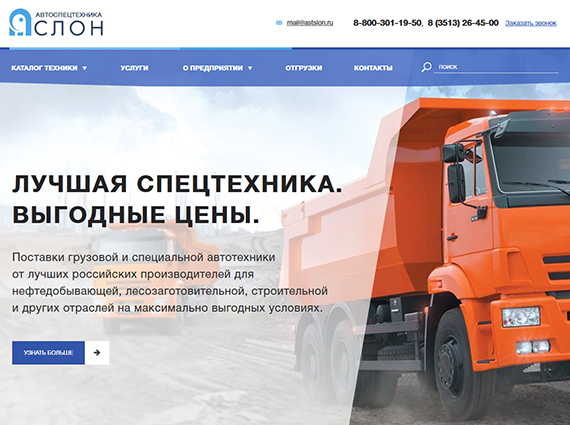 АВТОСПЕЦТЕХНИКА
СЛОН
mail@astslon.ru
8-800-301-19-50, 8 (3513) 26-45-00
Заказать звонок
КАТАЛОГ ТЕХНИКИ
УСЛУГИ
О ПРЕДПРИЯТИИ
ОТГРУЗКИ
КОНТАКТЫ
ПОИСК
ЛУЧШАЯ СПЕЦТЕХНИКА.
ВЫГОДНЫЕ ЦЕНЫ.
Поставки грузовой и специальной автотехники
от лучших российских производителей для
нефтедобывающей, лесозаготовительной, строительной
и других отраслей на максимально выгодных условиях.
УЗНАТЬ БОЛЬШЕ